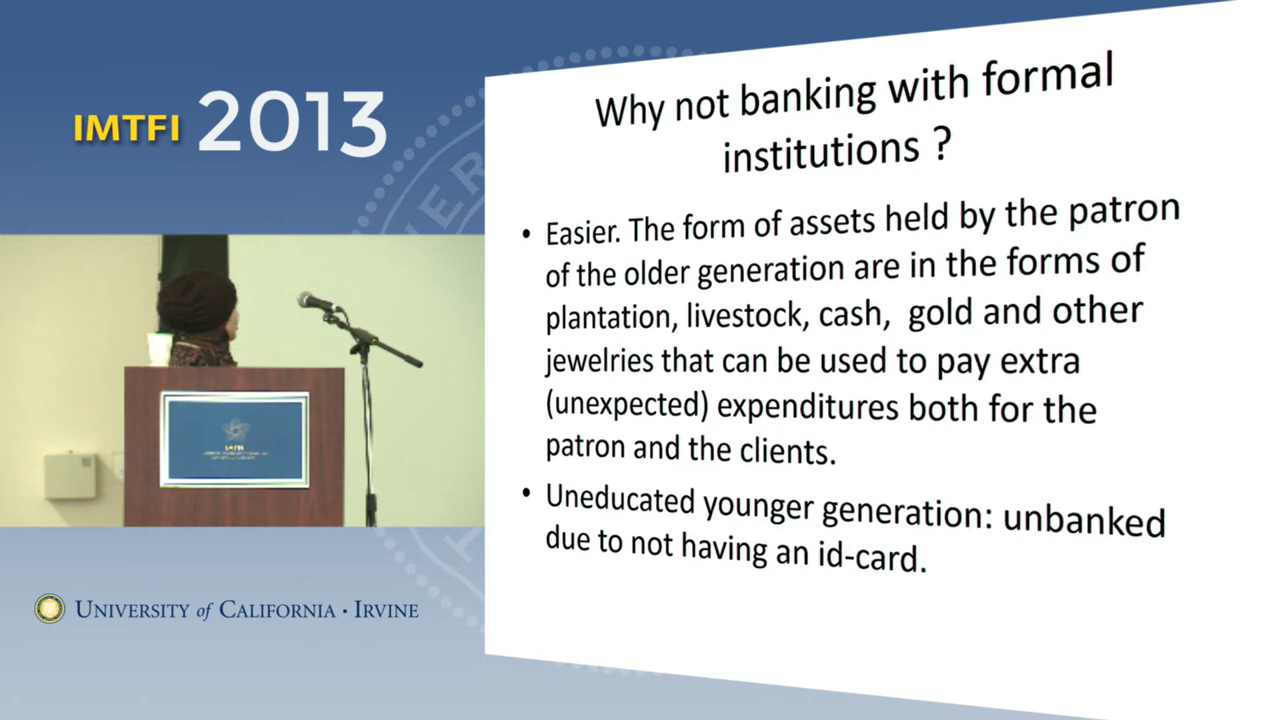 IMTFI 2013
Why not banking with formal
institutions ?
• Easier. The form of assets held by the patron
of the older generation are in the forms of
plantation, livestock, cash, gold and other
jewelries that can be used to pay extra
(unexpected) expenditures both for the
patron and the clients.
• Uneducated younger generation: unbanked
due to not having an id-card.
UNIVERSITY of CALIFORNIA · IRVINE